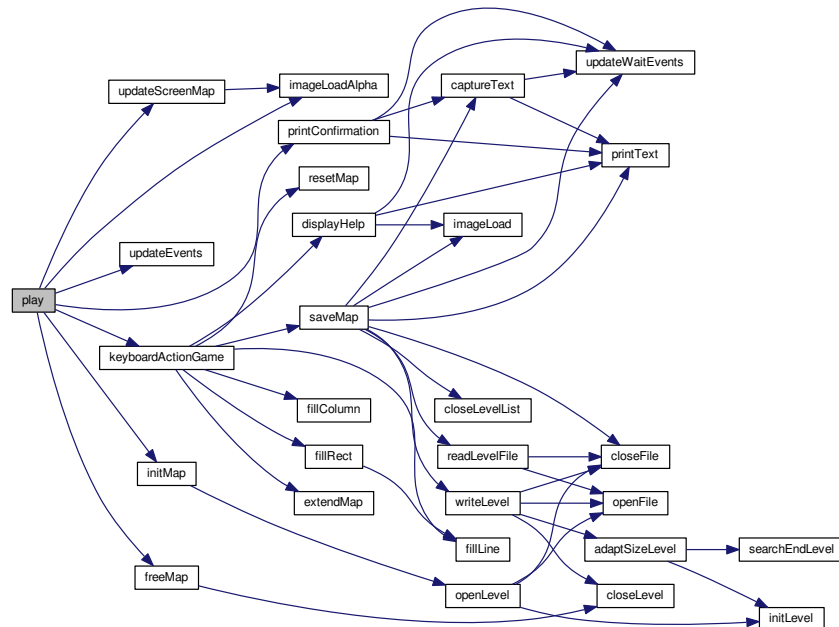 updateWaitEvents
updateScreenMap
imageLoadAlpha
captureText
printConfirmation
printText
resetMap
displayHelp
imageLoad
updateEvents
play
saveMap
keyboardActionGame
fillColumn
closeLevelList
fillRect
readLevelFile
closeFile
initMap
extendMap
writeLevel
openFile
fillLine
adaptSizeLevel
searchEndLevel
freeMap
openLevel
closeLevel
initLevel